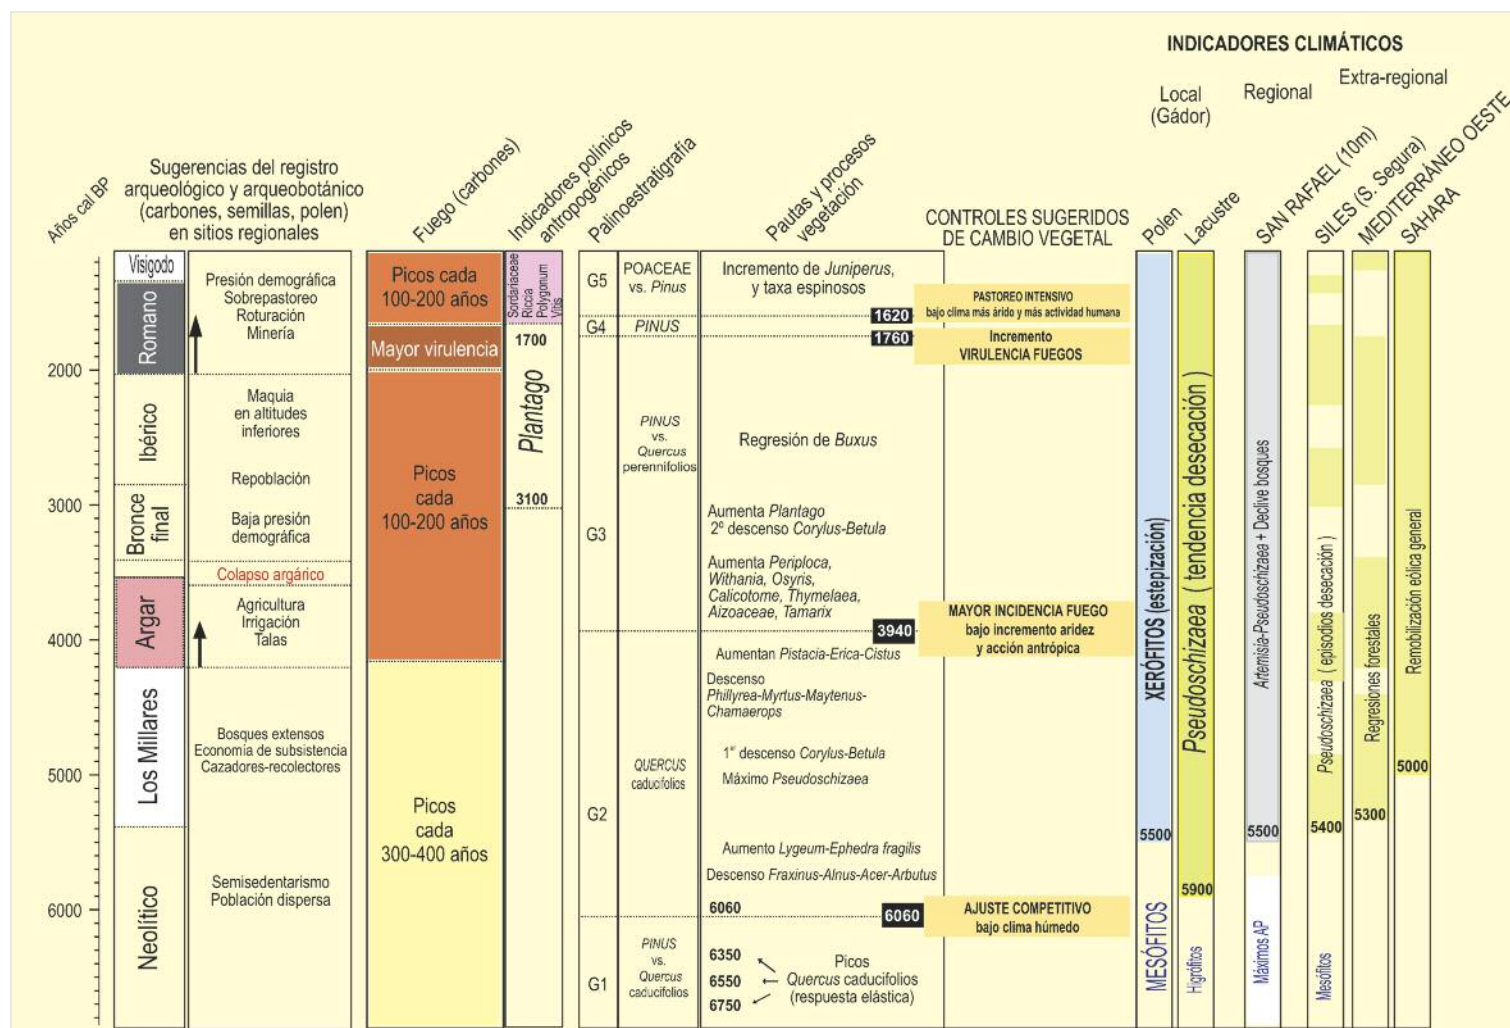 INDICADORES CLIMÁTICOS
Local
(Gádor)
Regional
Extra-regional
Años cal BP
Sugerencias del registro
arqueológico y arqueobotánico
(carbones, semillas, polen)
en sitios regionales
Fuego (carbones)
Indicadores polínicos
antropogénicos
Palinoestratigrafía
Pautas y procesos
vegetación
CONTROLES SUGERIDOS
DE CAMBIO VEGETAL
Polen
Lacustre
SAN RAFAEL (10m)
SILES (S. Segura)
MEDITERRÁNEO OESTE
SAHARA
2000
3000
4000
5000
6000
Visigodo
Romano
Ibérico
Bronce
final
Argar
Los Millares
Neolítico
Presión demográfica
Sobrepastoreo
Roturación
Minería
Maquia
en altitudes
inferiores
Repoblación
Baja presión
demográfica
Colapso argárico
Agricultura
Irrigación
Talas
Bosques extensos
Economía de subsistencia
Cazadores-recolectores
Semisedentarismo
Población dispersa
Picos cada
100-200 años
Mayor virulencia
Picos
cada
100-200 años
Picos
cada
300-400 años
Sordariaceae
Riccia
Polygonum
Vitis
1700
Plantago
3100
G5
G4
G3
G2
G1
POACEAE
vs. Pinus
PINUS
PINUS
vs.
Quercus
perennifolios
QUERCUS
caducifolios
PINUS
vs.
Quercus
caducifolios
Incremento de Juniperus,
y taxa espinosos
1620
1760
Regresión de Buxus
Aumenta Plantago
2º descenso Corylus-Betula
Aumenta Periploca,
Withania, Osyris,
Calicotome, Thymelaea,
Aizoaceae, Tamarix
3940
Aumentan Pistacia-Erica-Cistus
Descenso
Phillyrea-Myrtus-Maytenus-
Chamaerops
1er descenso Corylus-Betula
Máximo Pseudoschizaea
Aumento Lygeum-Ephedra fragilis
Descenso Fraxinus-Alnus-Acer-Arbutus
6060
6060
6350
6550
6750
Picos
Quercus caducifolios
(respuesta elástica)
PASTOREO INTENSIVO
bajo clima más árido y más actividad humana
Incremento
VIRULENCIA FUEGOS
MAYOR INCIDENCIA FUEGO
bajo incremento aridez
y acción antrópica
AJUSTE COMPETITIVO
bajo clima húmedo
XERÓFITOS (estepización)
5500
MESÓFITOS
Pseudoschizaea ( tendencia desecación )
5900
Higrófitos
Artemisia-Pseudoschizaea + Declive bosques
5500
Máximos AP
Pseudoschizaea ( episodios desecación )
5400
Mesófitos
Regresiones forestales
5300
Remobilización eólica general
5000